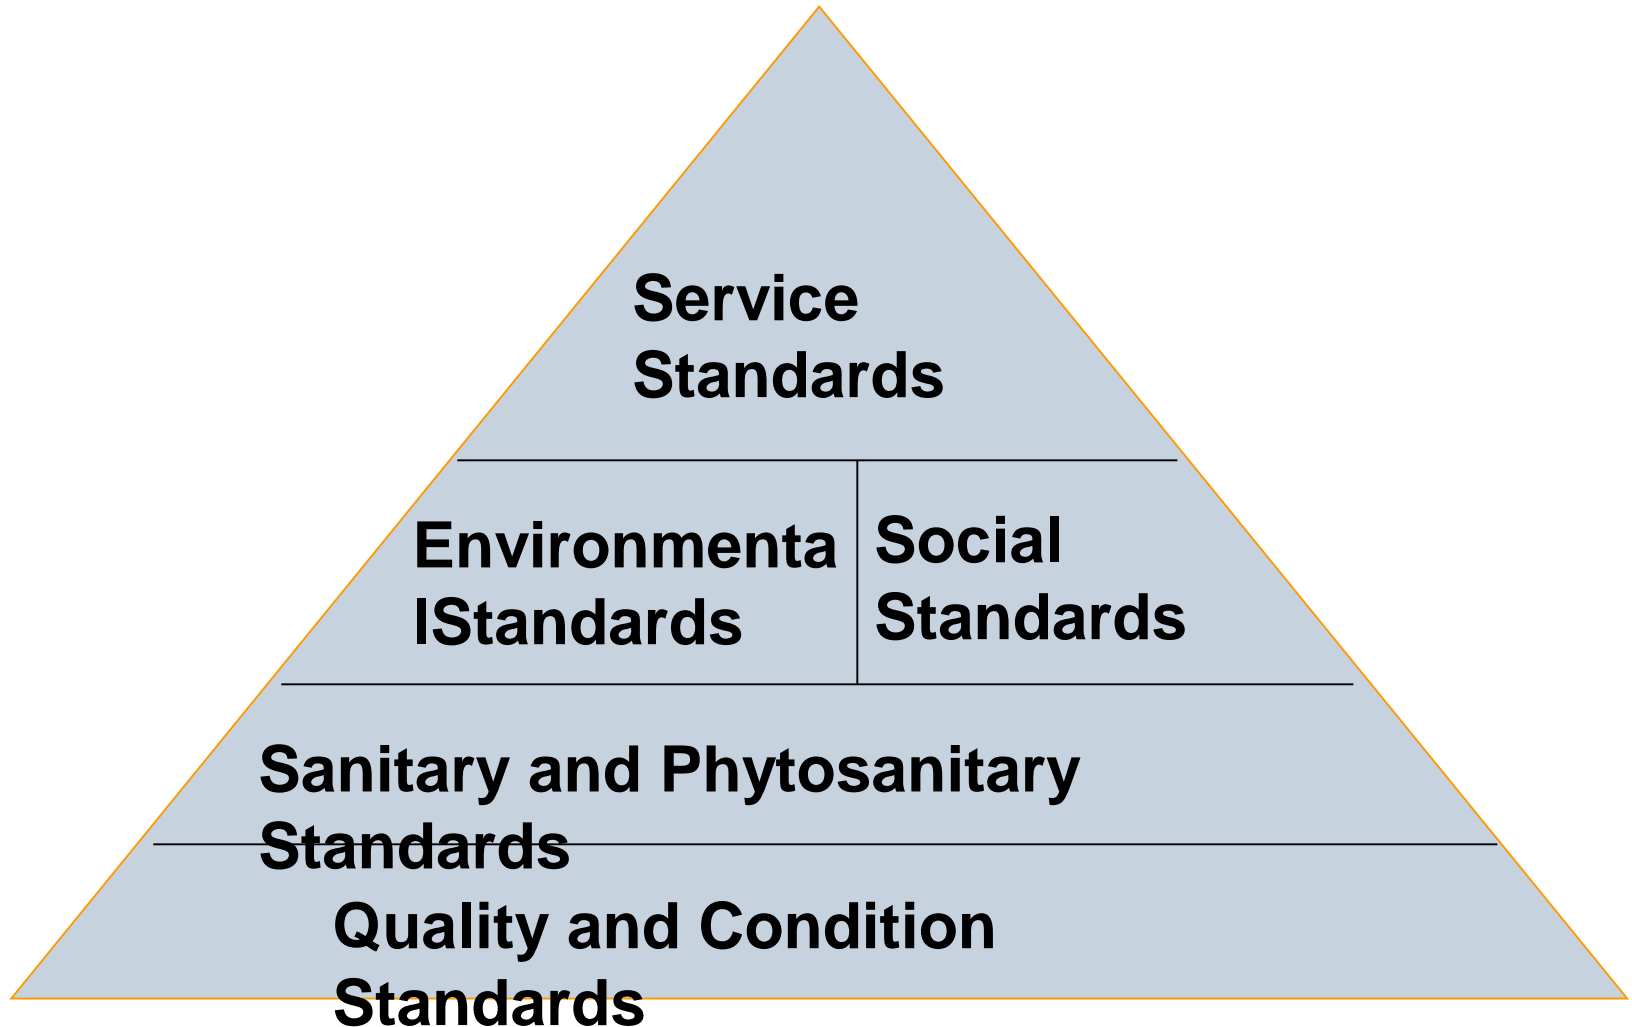 Service
Standards
Environmenta
lStandards
Social
Standards
Sanitary and Phytosanitary
Standards
Quality and Condition
Standards